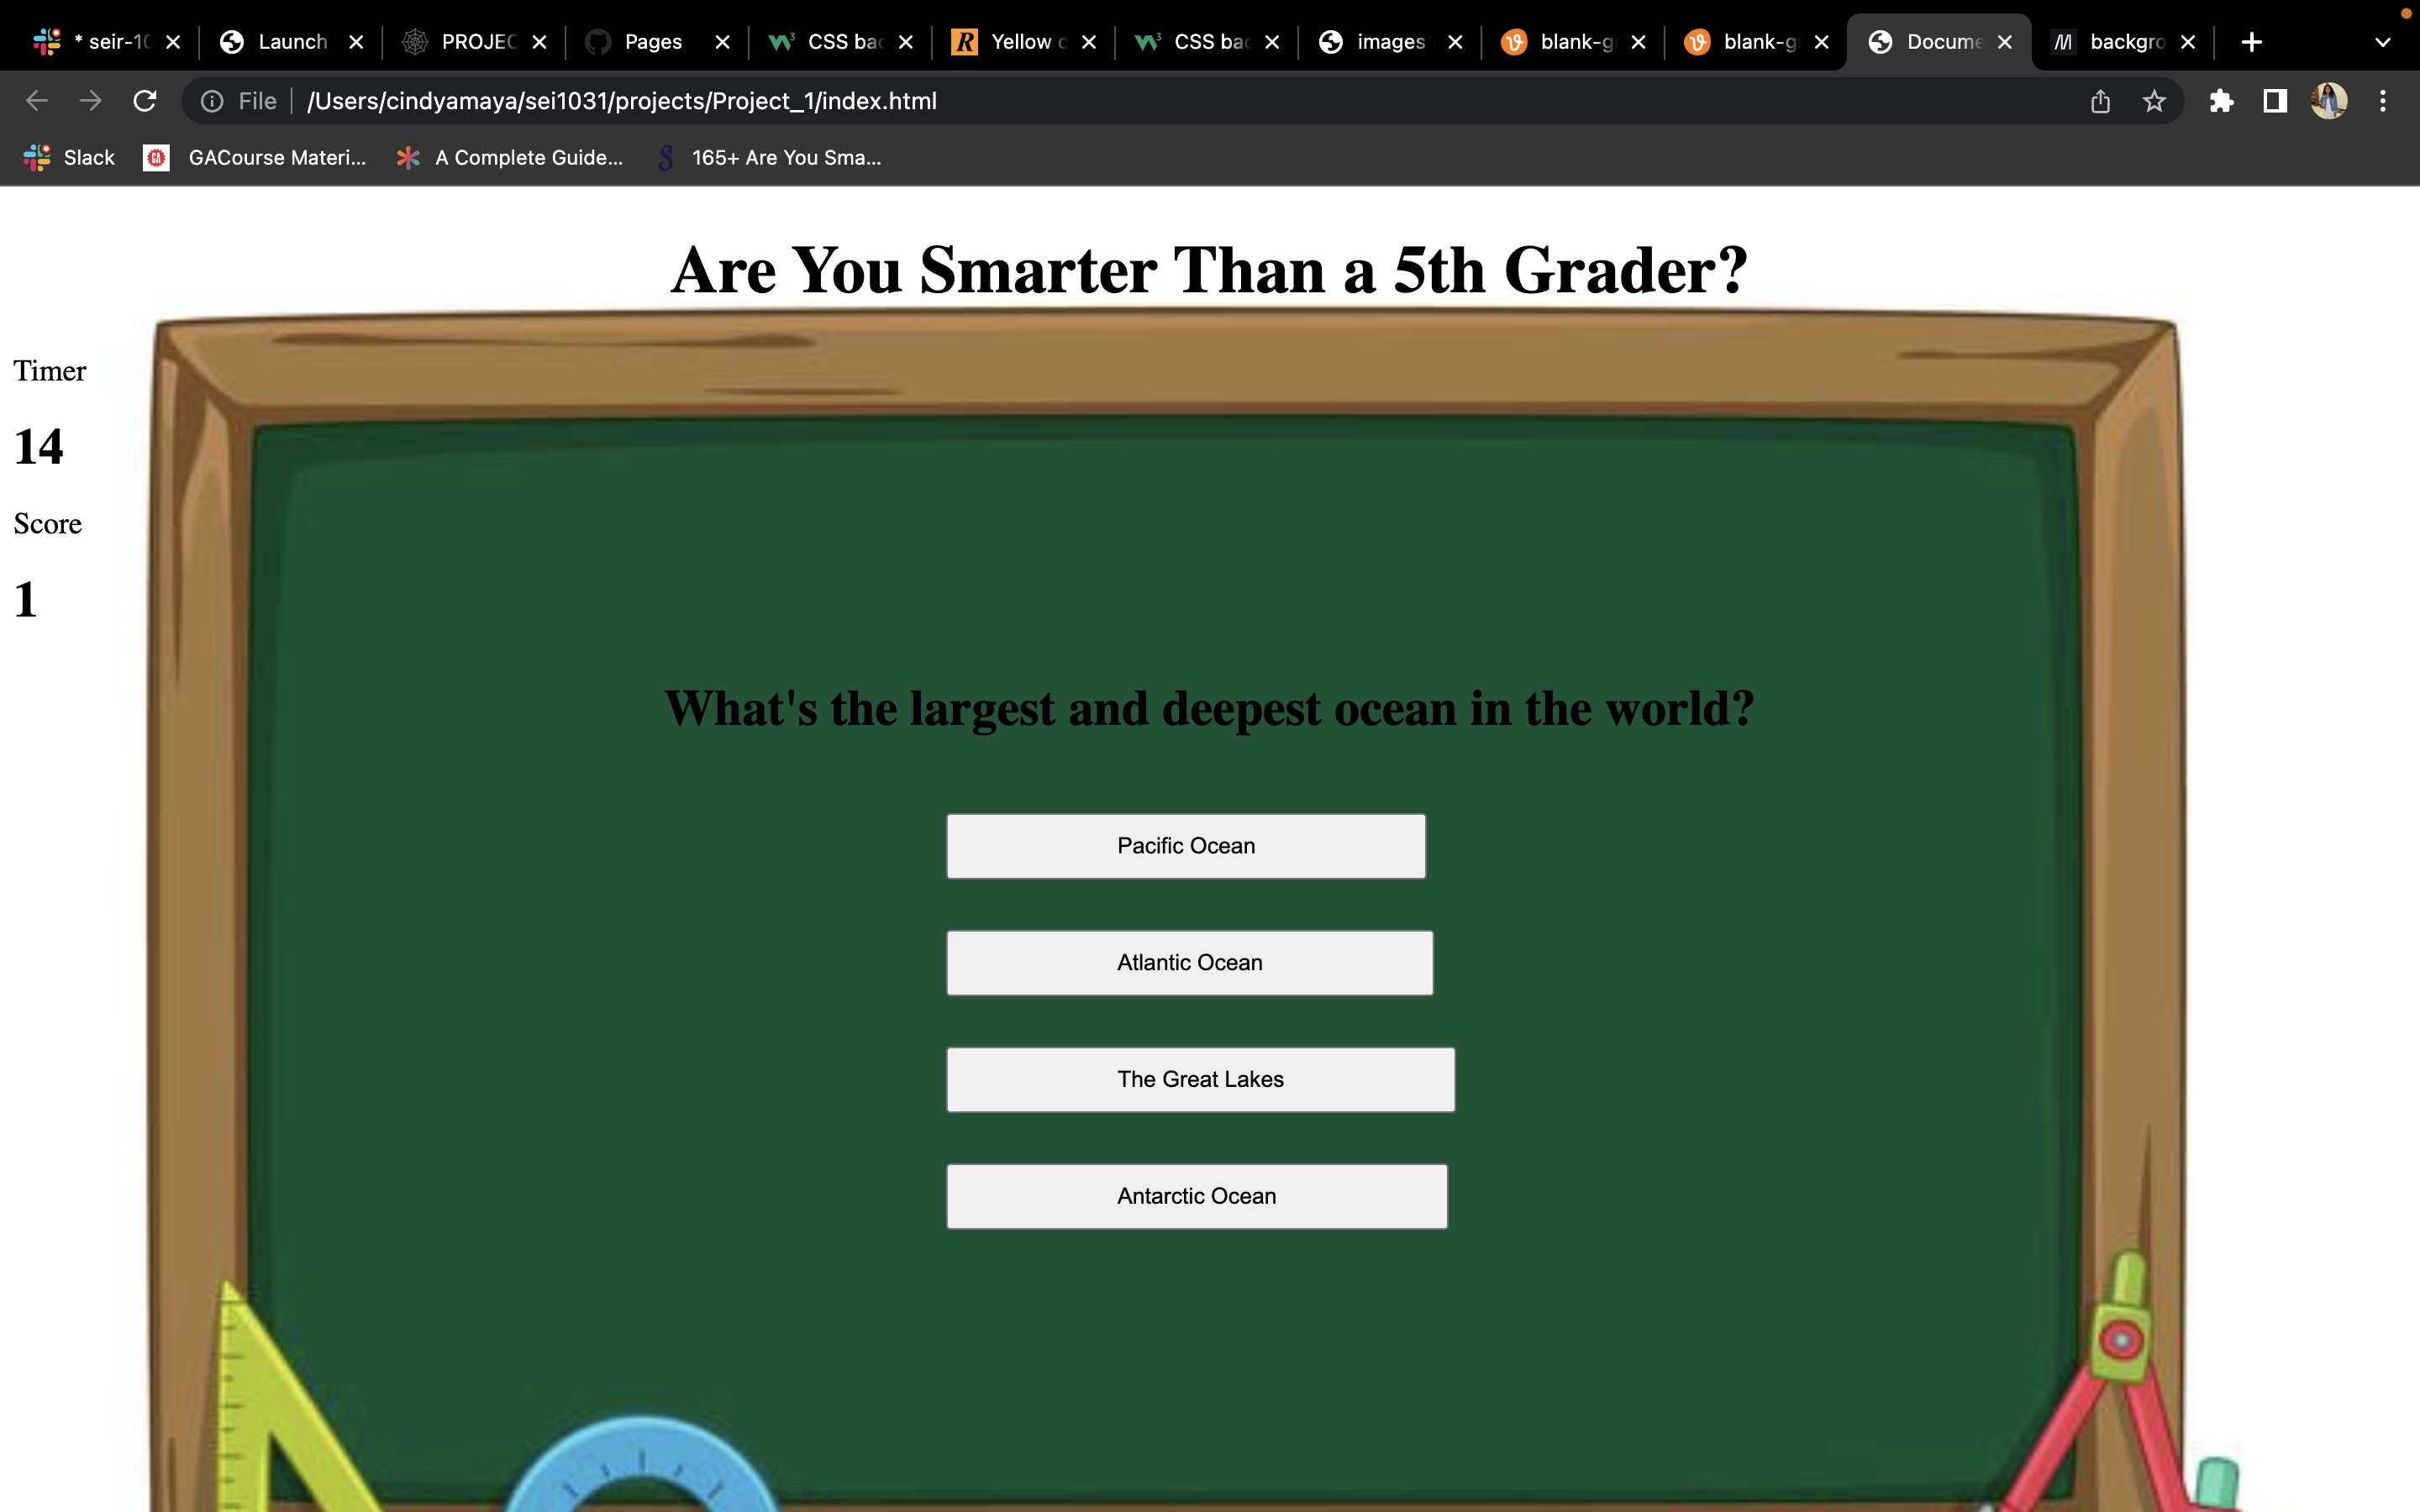 * seir-10 Launch PROJEC Pages CSS bac Yellow c CSS bac images blank-g blank-g Docume backgro
File /Users/cindyamaya/sei1031/projects/Project_1/index.html
Slack GACourse Materi... A Complete Guide... 165+ Are You Sma...
Are You Smarter Than a 5th Grader?
Timer
14
Score
1
What's the largest and deepest ocean in the world?
Pacific Ocean
Atlantic Ocean
The Great Lakes
Antarctic Ocean